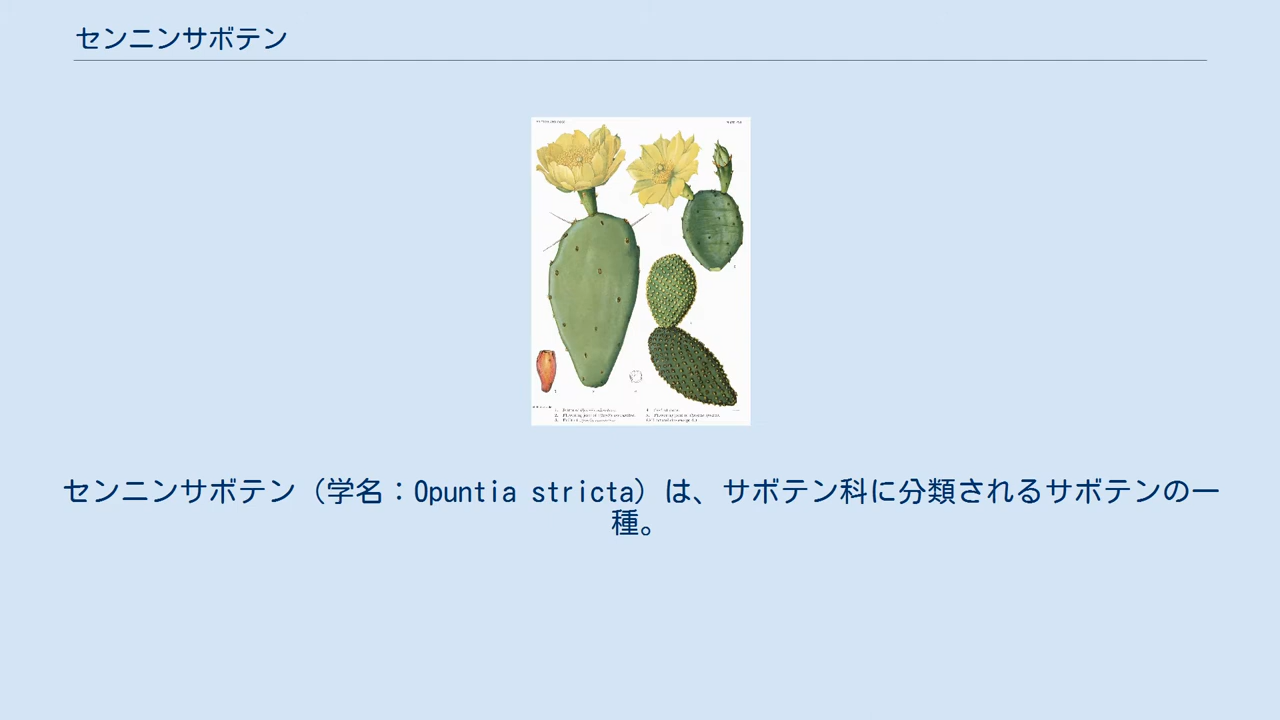 センニンサボテン
センニンサボテン（学名：Opuntia stricta）は、サボテン科に分類されるサボテンの一
種。